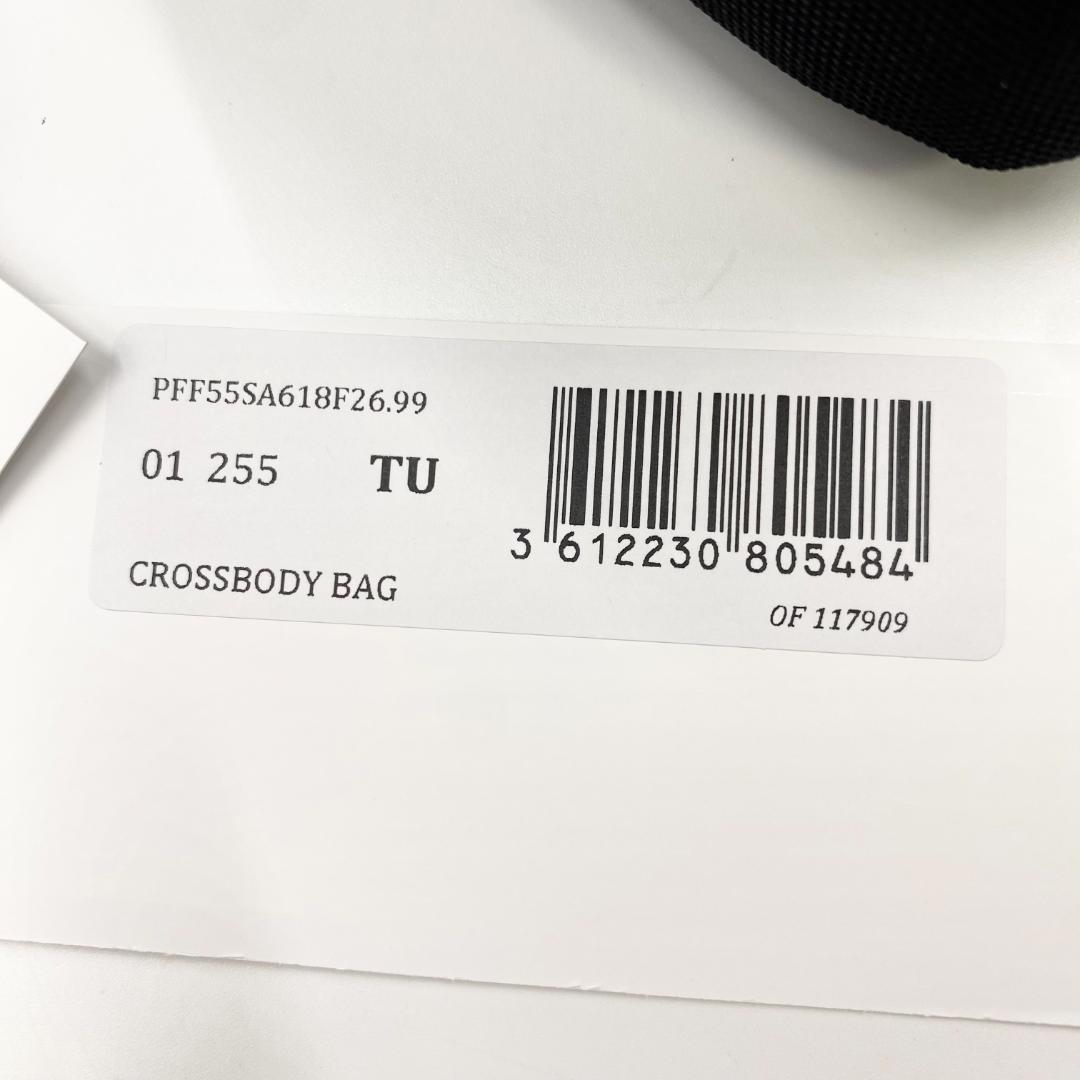 PFF55SA618F26.99
01 255 TU
CROSSBODY BAG
3 612230 805484
OF 117909